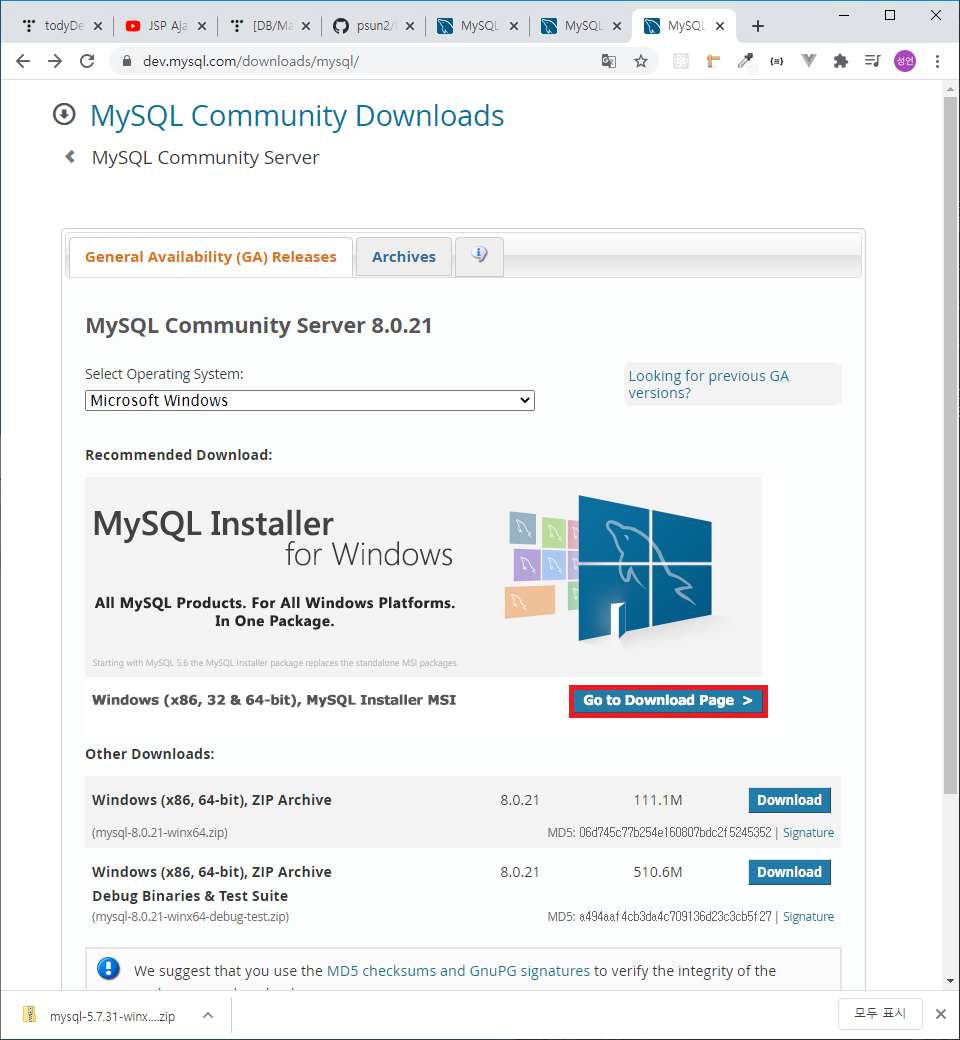 todyDe
JSP Aja
[DB/Ma
psun2/
MySQL
MySQL
MySQL
dev.mysql.com/downloads/mysql/
성언
MySQL Community Downloads
MySQL Community Server
General Availability (GA) Releases
Archives
MySQL Community Server 8.0.21
Select Operating System:
Looking for previous GA
versions?
Microsoft Windows
Recommended Download:
MySQL Installer
for Windows
All MySQL Products. For All Windows Platforms.
In One Package.
Starting with MySQL 5.6 the MySQL Installer package replaces the standalone MSI packages.
Windows (x86, 32 & 64-bit), MySQL Installer MSI
Go to Download Page >
Other Downloads:
Windows (x86, 64-bit), ZIP Archive 8.0.21 111.1M Download
(mysql-8.0.21-winx64.zip) MD5: 06d745c77b254e160807bdc2f5245352 | Signature
Windows (x86, 64-bit), ZIP Archive 8.0.21 510.6M Download
Debug Binaries & Test Suite
(mysql-8.0.21-winx64-debug-test.zip) MD5: a494aaf4cb3da4c709136d23c3cb5f27 | Signature
We suggest that you use the MD5 checksums and GnuPG signatures to verify the integrity of the
mysql-5.7.31-winx....zip
모두 표시